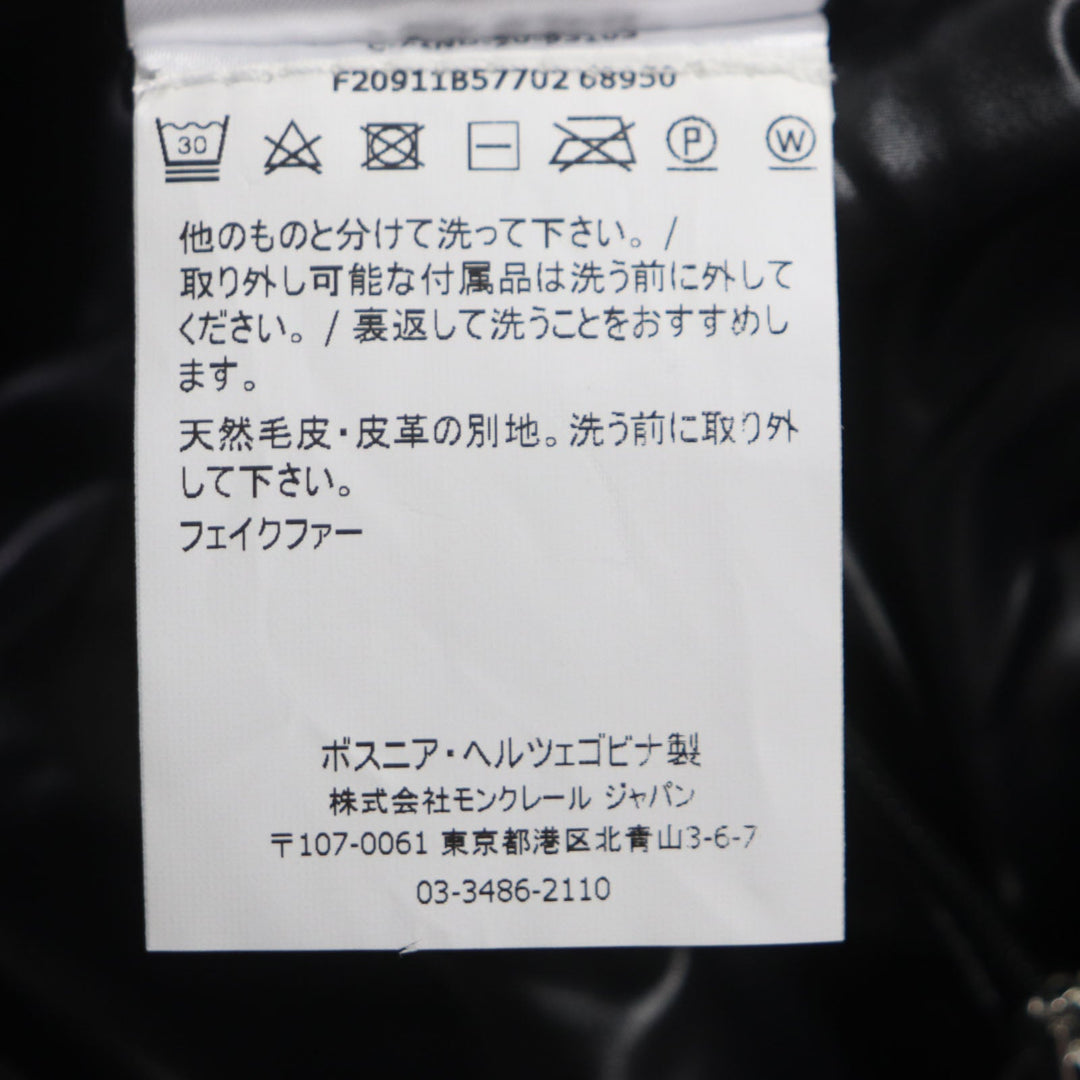 F20911B57702 68950
30
P
W
他のものと分けて洗って下さい。/
取り外し可能な付属品は洗う前に外して
ください。/ 裏返して洗うことをおすすめし
ます。
天然毛皮・皮革の別地。洗う前に取り外
して下さい。
フェイクファー
ボスニア・ヘルツェゴビナ製
株式会社モンクレール ジャパン
〒107-0061 東京都港区北青山3-6-7
03-3486-2110